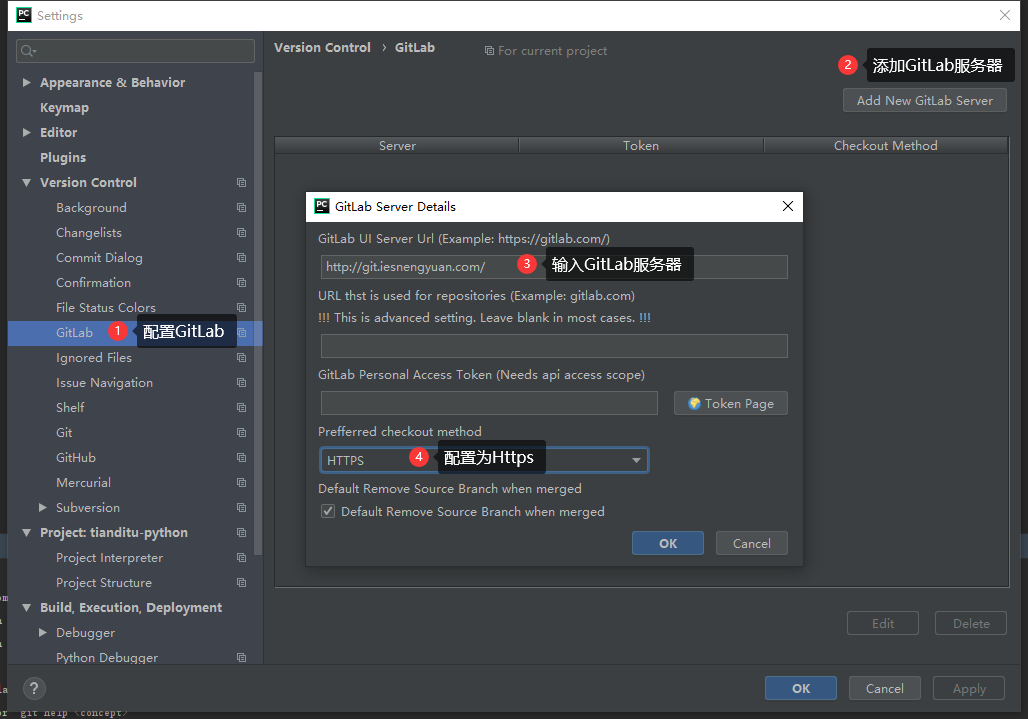 PC Settings
Version Control › GitLab
For current project
2 添加GitLab服务器
Add New GitLab Server
Appearance & Behavior
Keymap
Editor
Plugins
Version Control
Background
Changelists
Commit Dialog
Confirmation
File Status Colors
GitLab 1 配置GitLab
Ignored Files
Issue Navigation
Shelf
Git
GitHub
Mercurial
Subversion
Project: tianditu-python
Project Interpreter
Project Structure
Build, Execution, Deployment
Debugger
Python Debugger
Server Token Checkout Method
PC GitLab Server Details
GitLab UI Server Url (Example: https://gitlab.com/)
http://git.iesnengyuan.com/ 3 输入GitLab服务器
URL thst is used for repositories (Example: gitlab.com)
!!! This is advanced setting. Leave blank in most cases. !!!
GitLab Personal Access Token (Needs api access scope)
Token Page
Prefferred checkout method
HTTPS 4 配置为Https
Default Remove Source Branch when merged
Default Remove Source Branch when merged
OK Cancel
Edit Delete
? OK Cancel Apply
or git help <concept>